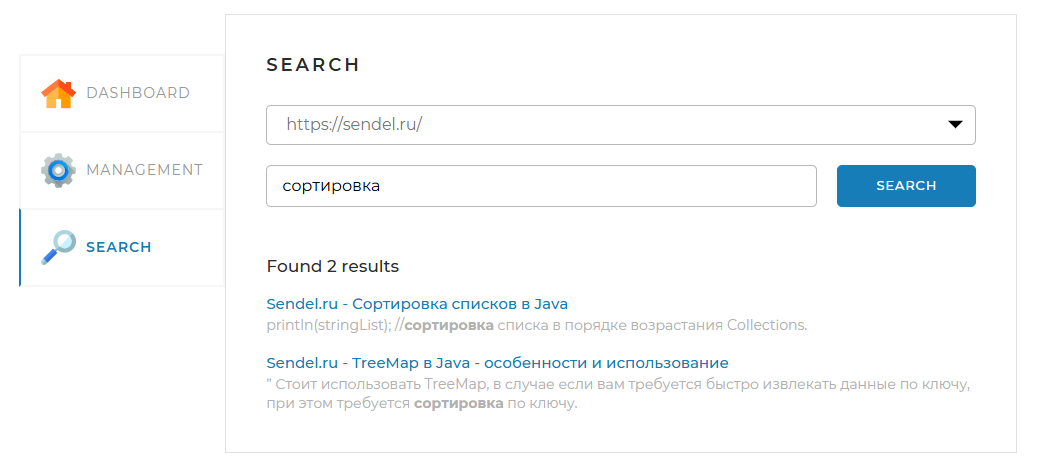 DASHBOARD
MANAGEMENT
SEARCH
SEARCH
https://sendel.ru/
сортировка
SEARCH
Found 2 results
Sendel.ru - Сортировка списков в Java
println(stringList); //сортировка списка в порядке возрастания Collections.
Sendel.ru - TreeMap в Java - особенности и использование
" Стоит использовать TreeMap, в случае если вам требуется быстро извлекать данные по ключу,
при этом требуется сортировка по ключу.